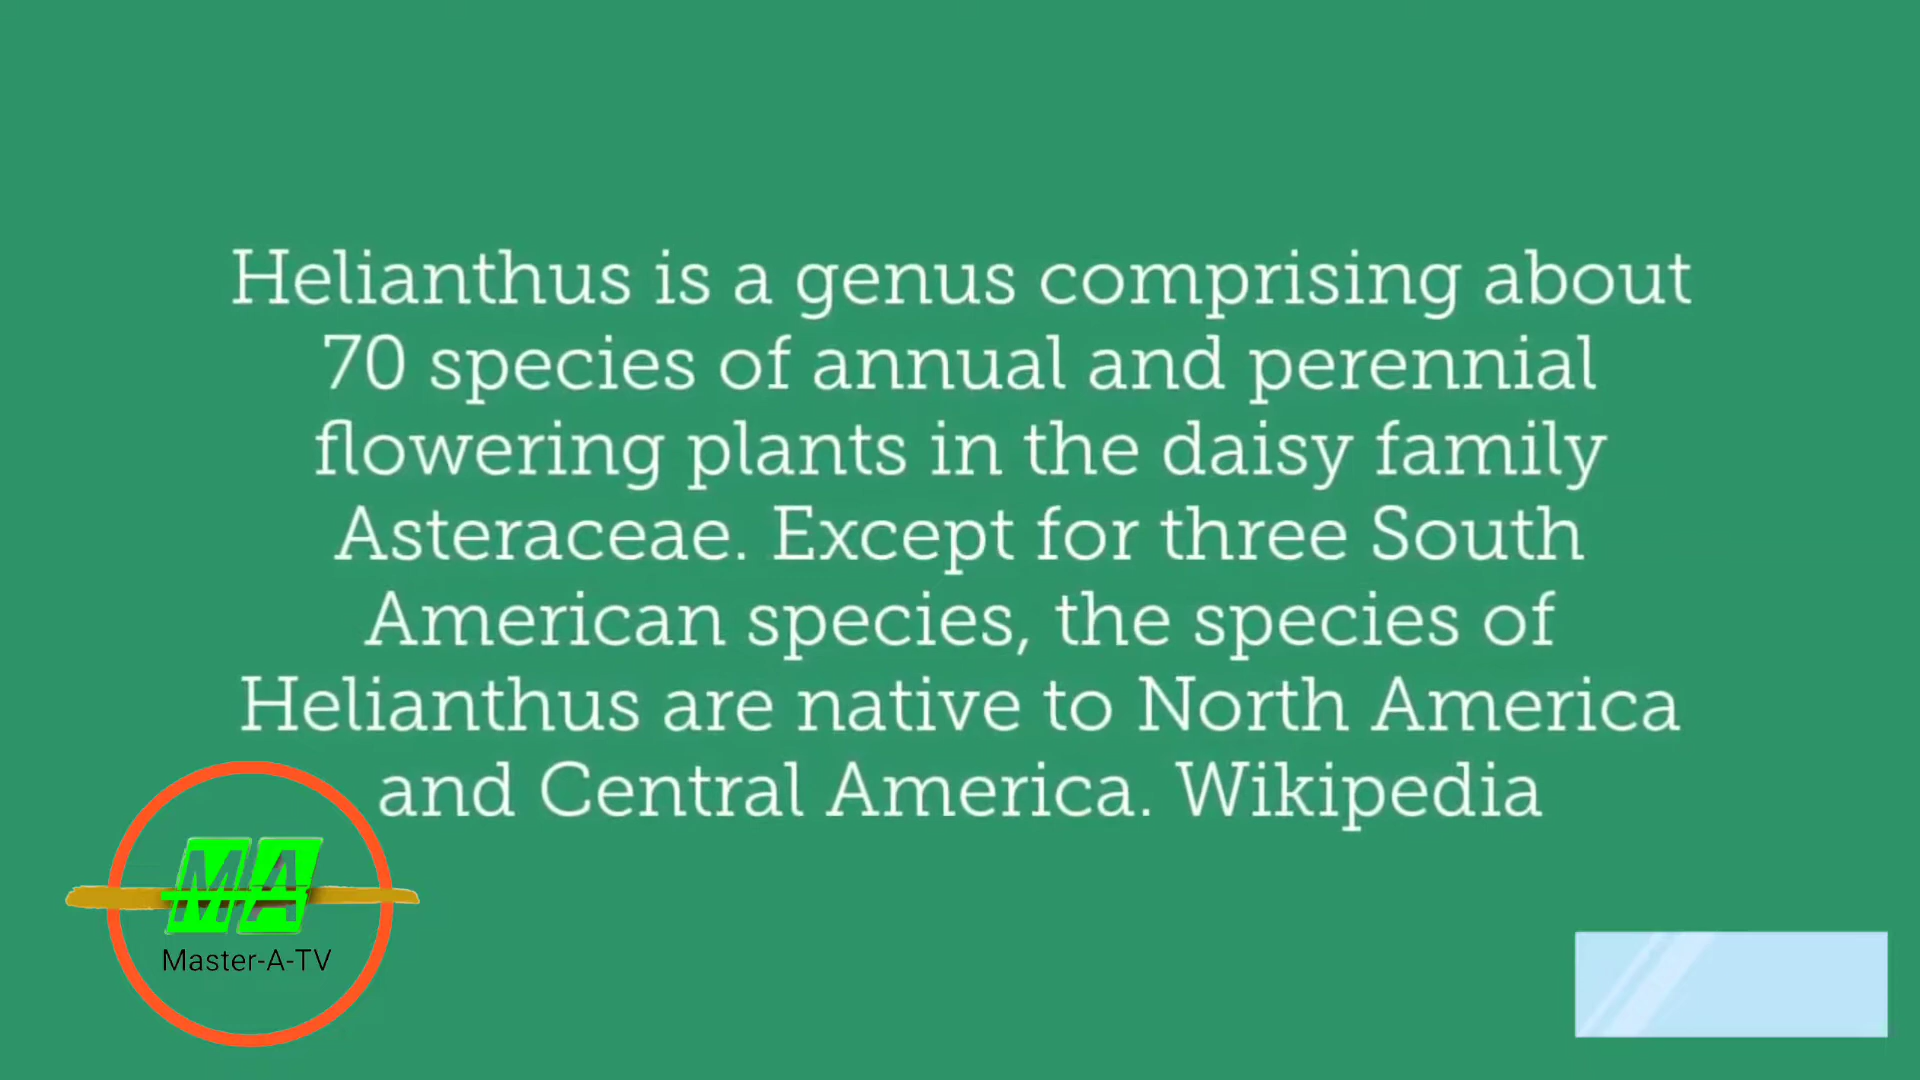 Helianthus is a genus comprising about
70 species of annual and perennial
flowering plants in the daisy family
Asteraceae. Except for three South
American species, the species of
Helianthus are native to North America
and Central America. Wikipedia
MA
Master-A-TV